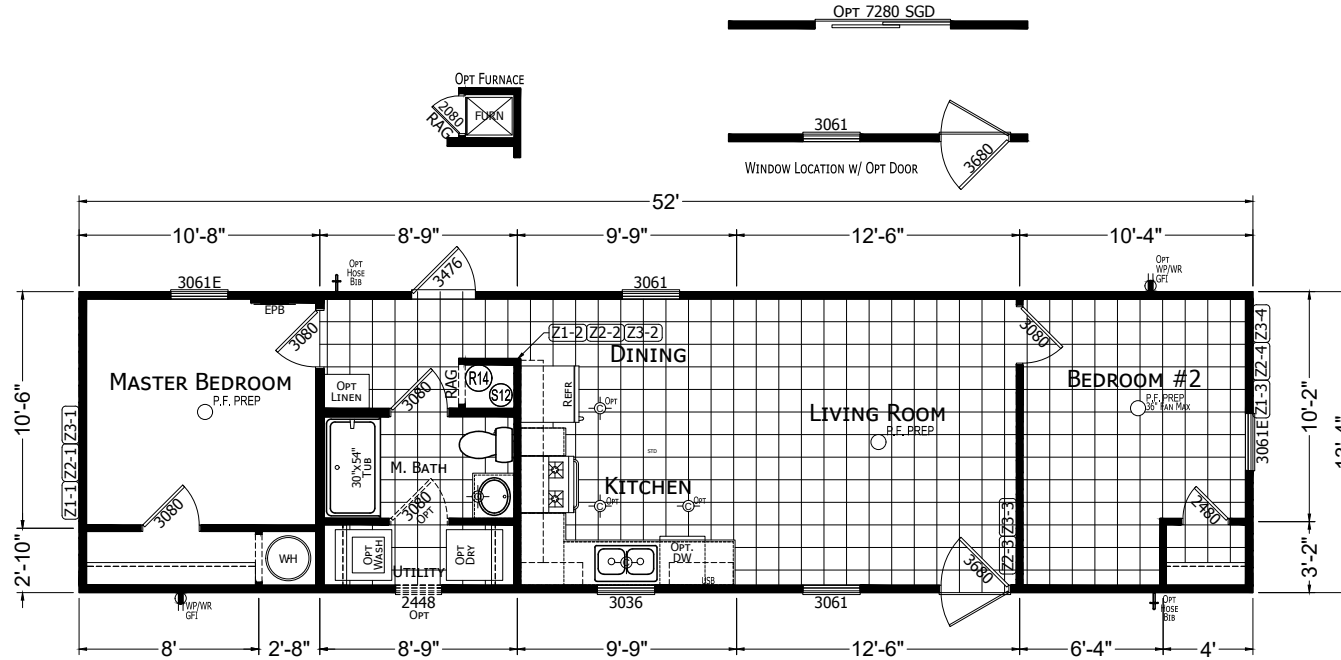 OPT 7280 SGD
OPT FURNACE
2080
FURN
RAG
3061
3680
WINDOW LOCATION W/ OPT DOOR
52'
10'-8"
8'-9"
9'-9"
12'-6"
10'-4"
3061E
OPT
HOSE
BIB
3476
3061
OPT
WP/WR
GFI
EPB
3080
Z1-2 Z2-2 Z3-2
3080
Z1-3 Z2-4 Z3-4
MASTER BEDROOM
P.F. PREP
OPT
LINEN
3080
RAG
R14
S12
REFR
DINING
OPT
LIVING ROOM
P.F. PREP
BEDROOM #2
P.F. PREP
36" FAN MAX
3061E
10'-6"
10'-2"
13'-4"
Z1-1 Z2-1 Z3-1
30"x54"
TUB
M. BATH
STD
KITCHEN
OPT
OPT
3080
3080
OPT
Z2-3 Z3-3
2480
2'-10"
WH
OPT
WASH
UTILITY
OPT
DRY
OPT.
DW
USB
3680
3'-2"
WP/WR
GFI
2448
OPT
3036
3061
OPT
HOSE
BIB
8'
2'-8"
8'-9"
9'-9"
12'-6"
6'-4"
4'